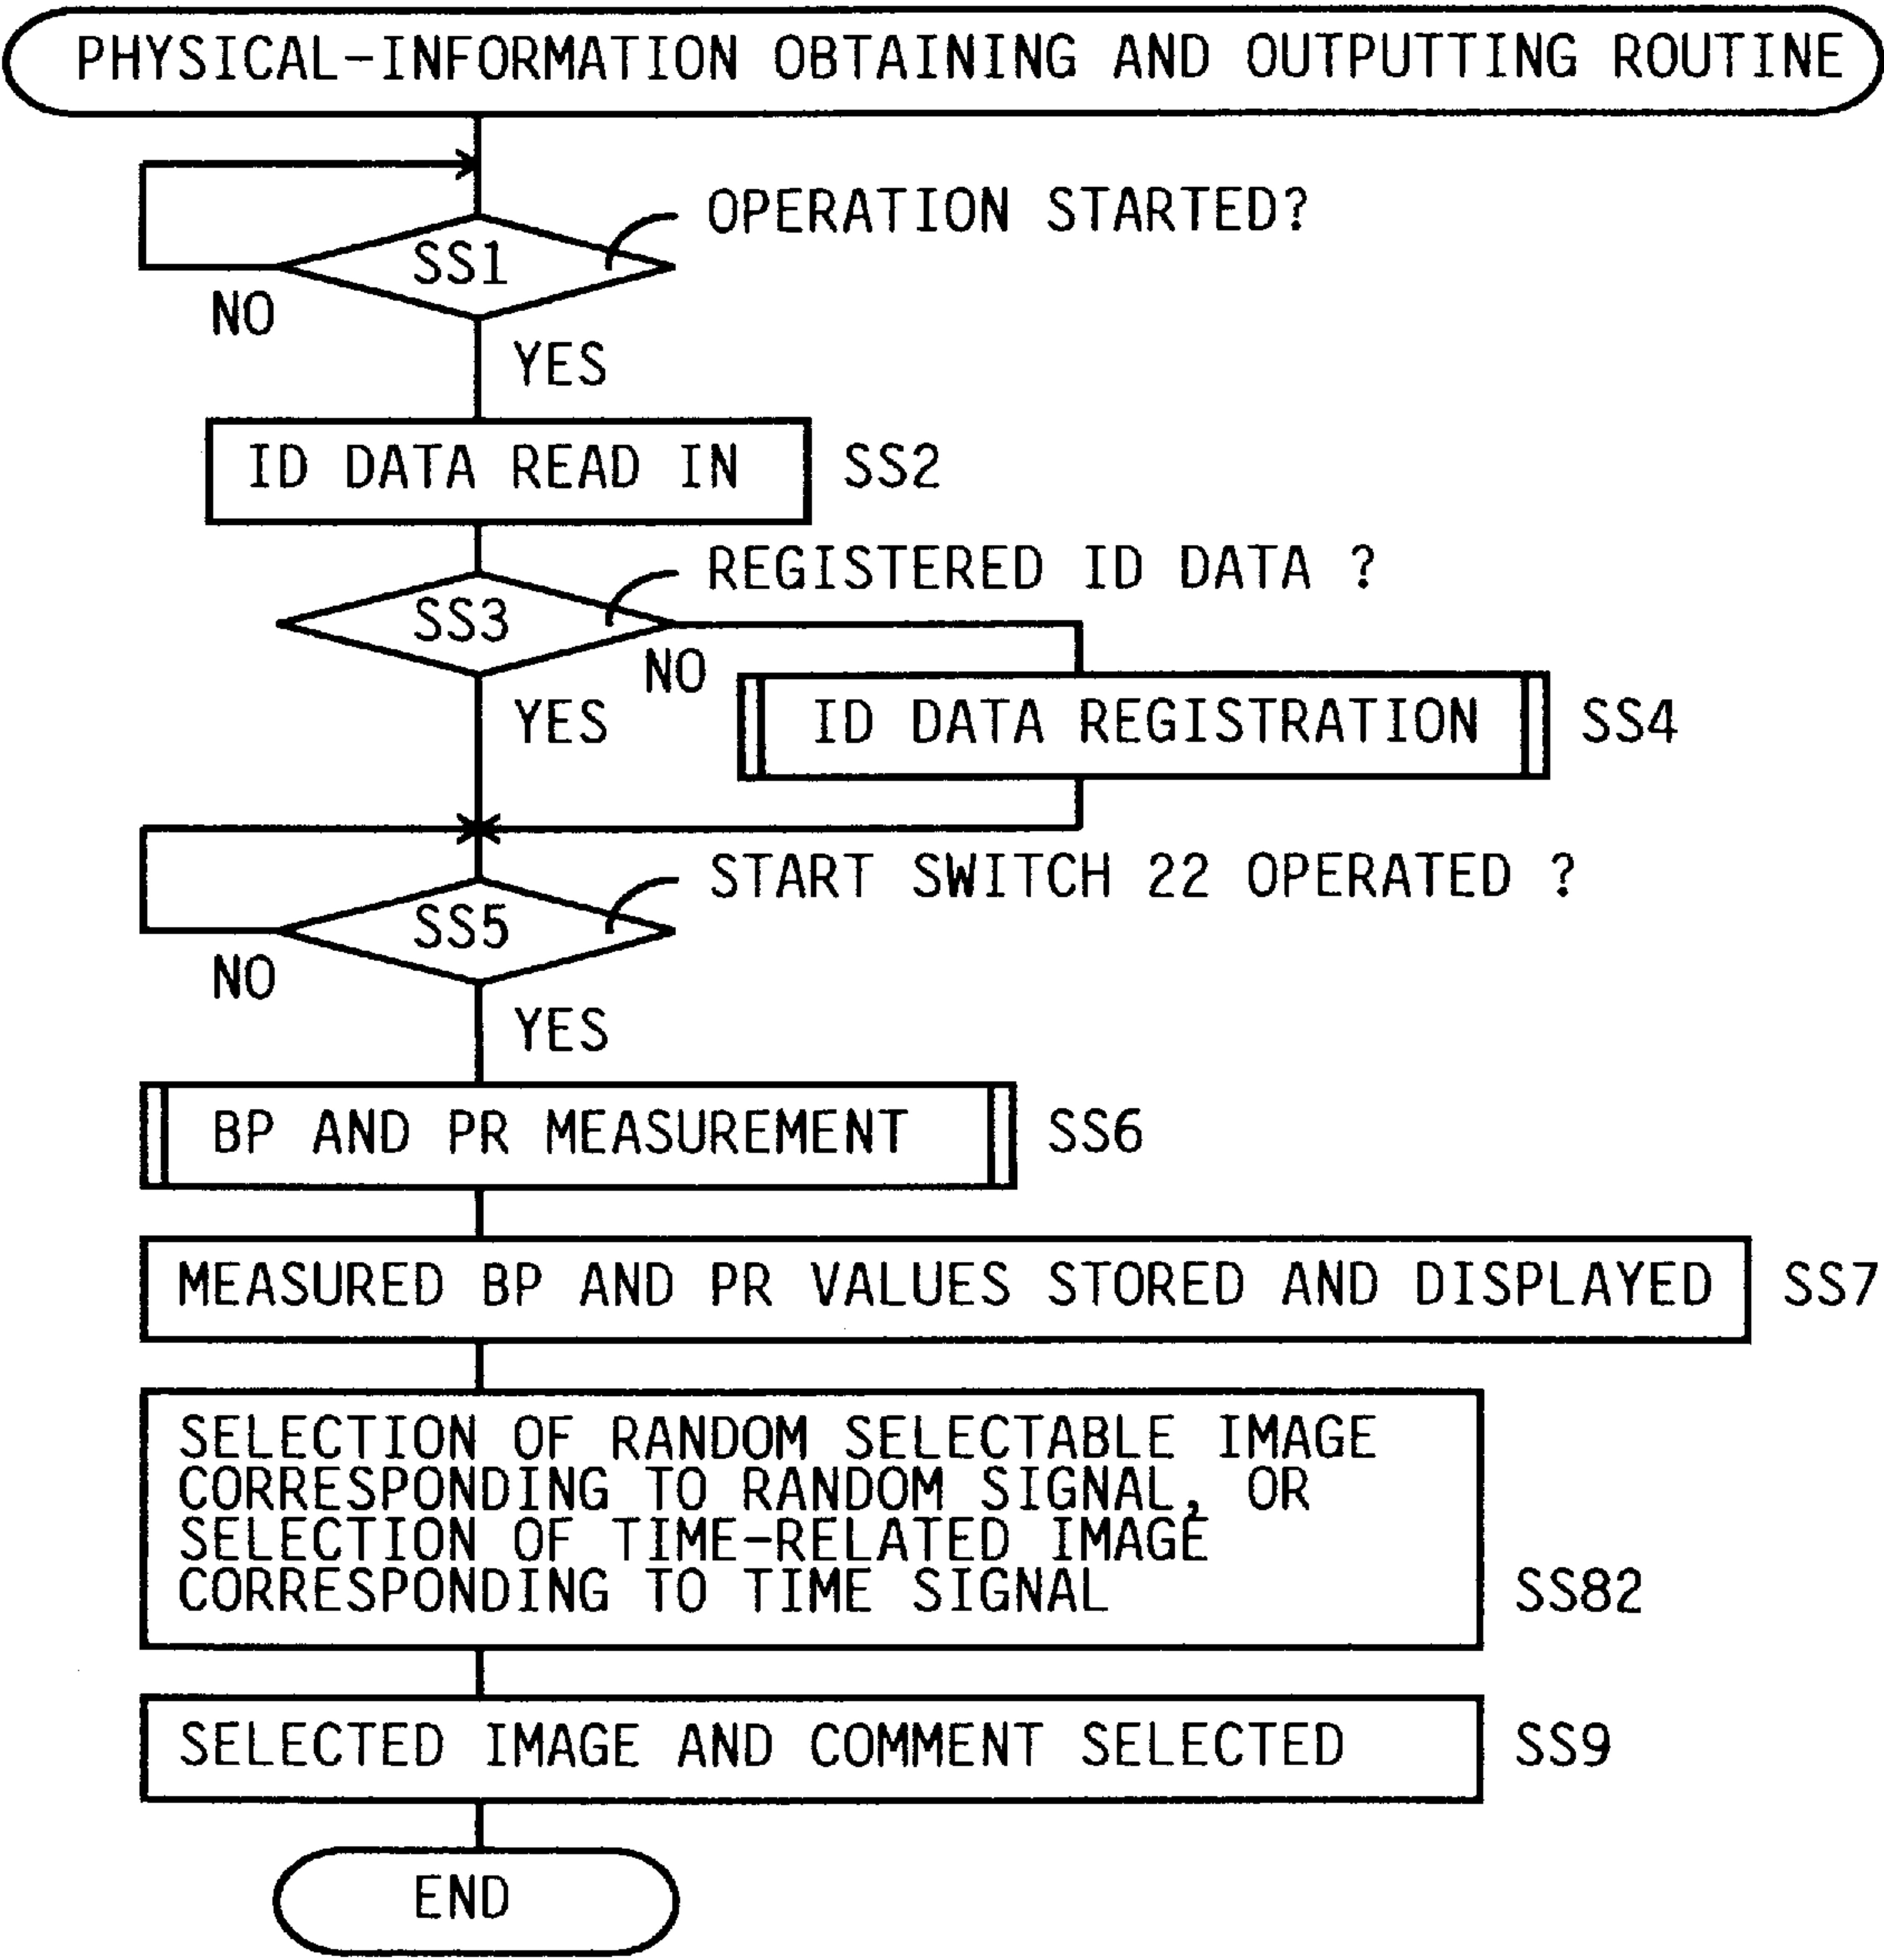 PHYSICAL-INFORMATION OBTAINING AND OUTPUTTING ROUTINE
OPERATION STARTED?
SS1
NO
YES
ID DATA READ IN SS2
REGISTERED ID DATA ?
SS3
NO
YES
ID DATA REGISTRATION SS4
START SWITCH 22 OPERATED ?
SS5
NO
YES
BP AND PR MEASUREMENT SS6
MEASURED BP AND PR VALUES STORED AND DISPLAYED SS7
SELECTION OF RANDOM SELECTABLE IMAGE
CORRESPONDING TO RANDOM SIGNAL, OR
SELECTION OF TIME-RELATED IMAGE
CORRESPONDING TO TIME SIGNAL SS82
SELECTED IMAGE AND COMMENT SELECTED SS9
END